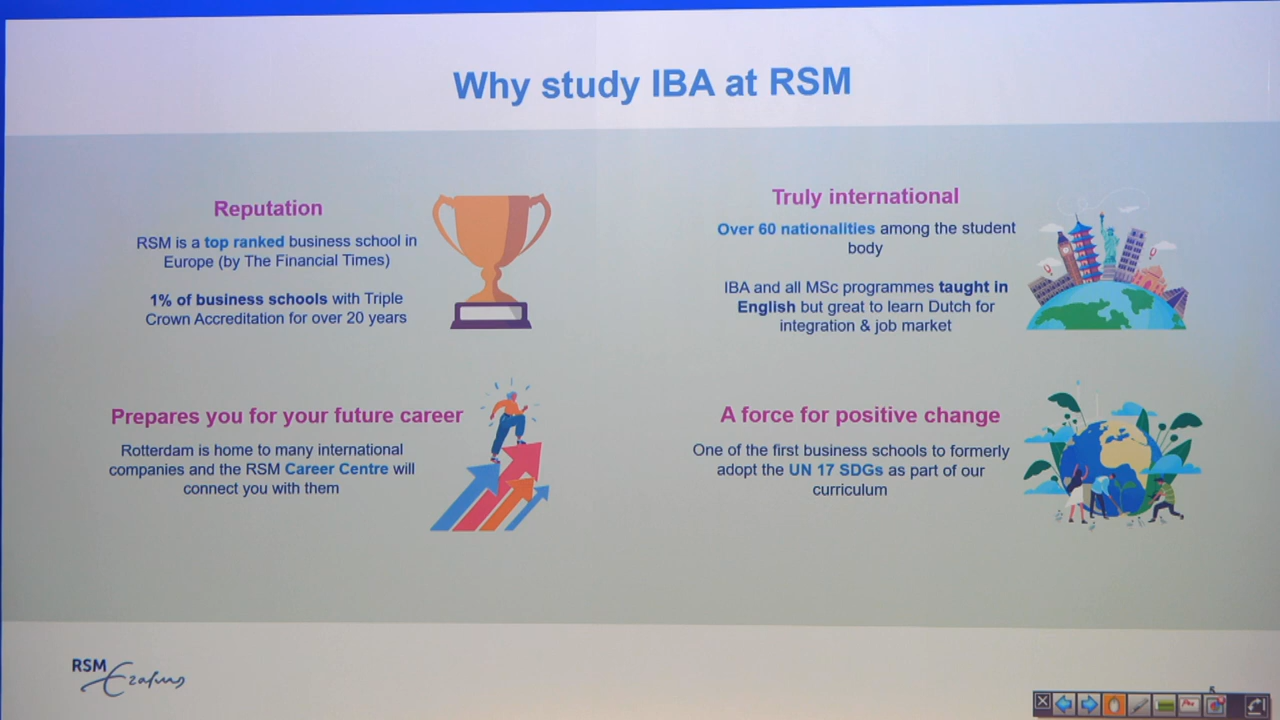 Why study IBA at RSM
Reputation
RSM is a top ranked business school in
Europe (by The Financial Times)
1% of business schools with Triple
Crown Accreditation for over 20 years
Truly international
Over 60 nationalities among the student
body
IBA and all MSc programmes taught in
English but great to learn Dutch for
integration & job market
Prepares you for your future career
Rotterdam is home to many international
companies and the RSM Career Centre will
connect you with them
A force for positive change
One of the first business schools to formerly
adopt the UN 17 SDGs as part of our
curriculum
RSM
Erasmus
5